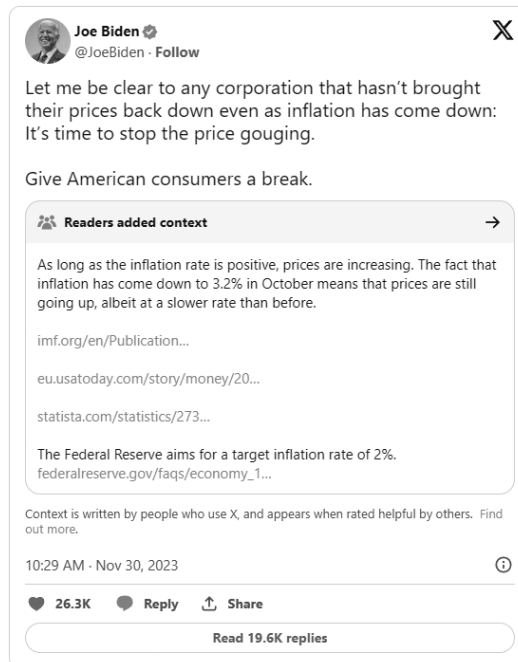 Joe Biden
@JoeBiden · Follow
Let me be clear to any corporation that hasn’t brought
their prices back down even as inflation has come down:
It’s time to stop the price gouging.
Give American consumers a break.
Readers added context
As long as the inflation rate is positive, prices are increasing. The fact that
inflation has come down to 3.2% in October means that prices are still
going up, albeit at a slower rate than before.
imf.org/en/Publication...
eu.usatoday.com/story/money/20...
statista.com/statistics/273...
The Federal Reserve aims for a target inflation rate of 2%.
federalreserve.gov/faqs/economy_1...
Context is written by people who use X, and appears when rated helpful by others. Find
out more.
10:29 AM · Nov 30, 2023
26.3K Reply Share
Read 19.6K replies